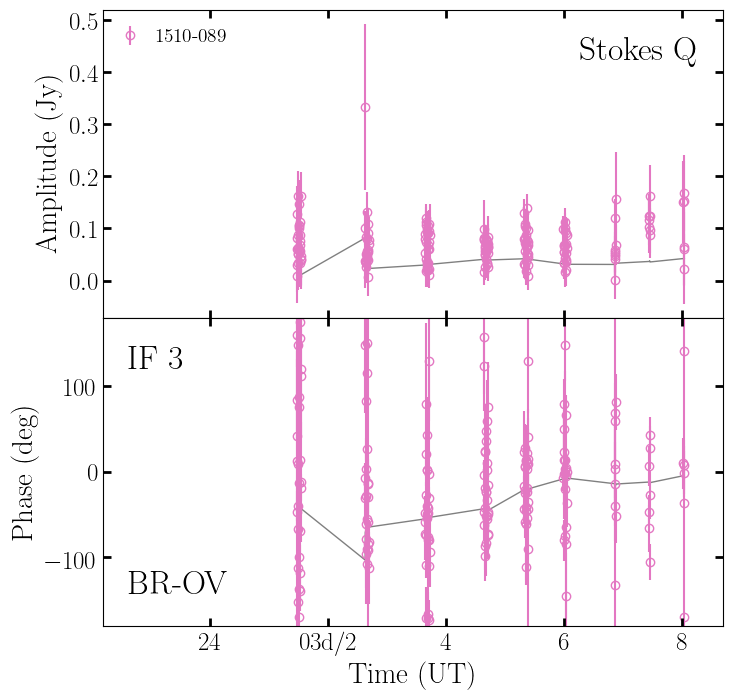 1510-089
Stokes Q
0.5
0.4
0.3
0.2
0.1
0.0
Amplitude (Jy)
IF 3
100
0
−100
Phase (deg)
BR-OV
24 03d/2 4 6 8
Time (UT)